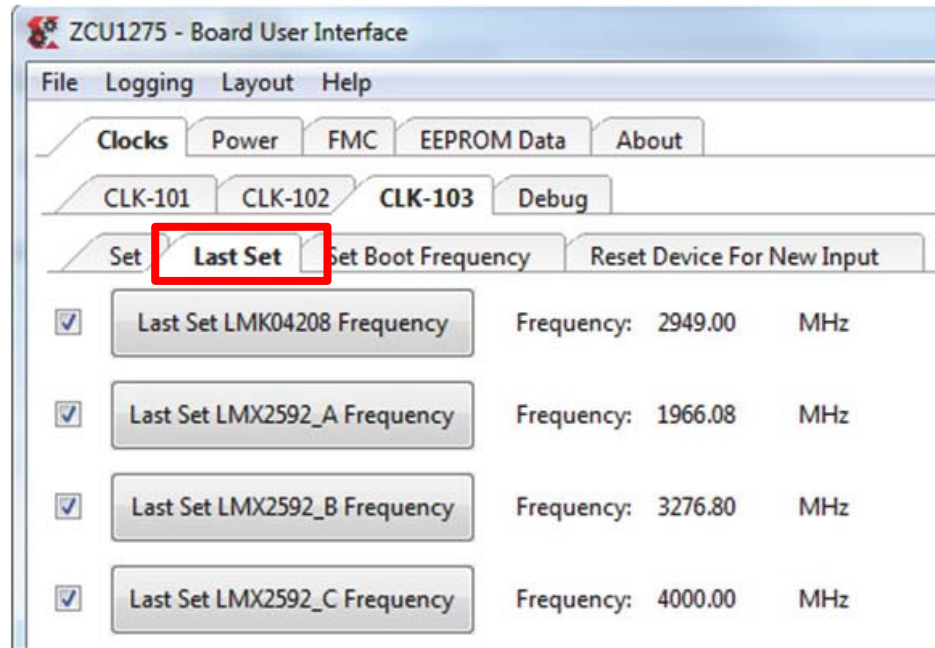 ZCU1275 - Board User Interface
File Logging Layout Help
Clocks Power FMC EEPROM Data About
CLK-101 CLK-102 CLK-103 Debug
Set Last Set Set Boot Frequency Reset Device For New Input
Last Set LMK04208 Frequency Frequency: 2949.00 MHz
Last Set LMX2592_A Frequency Frequency: 1966.08 MHz
Last Set LMX2592_B Frequency Frequency: 3276.80 MHz
Last Set LMX2592_C Frequency Frequency: 4000.00 MHz